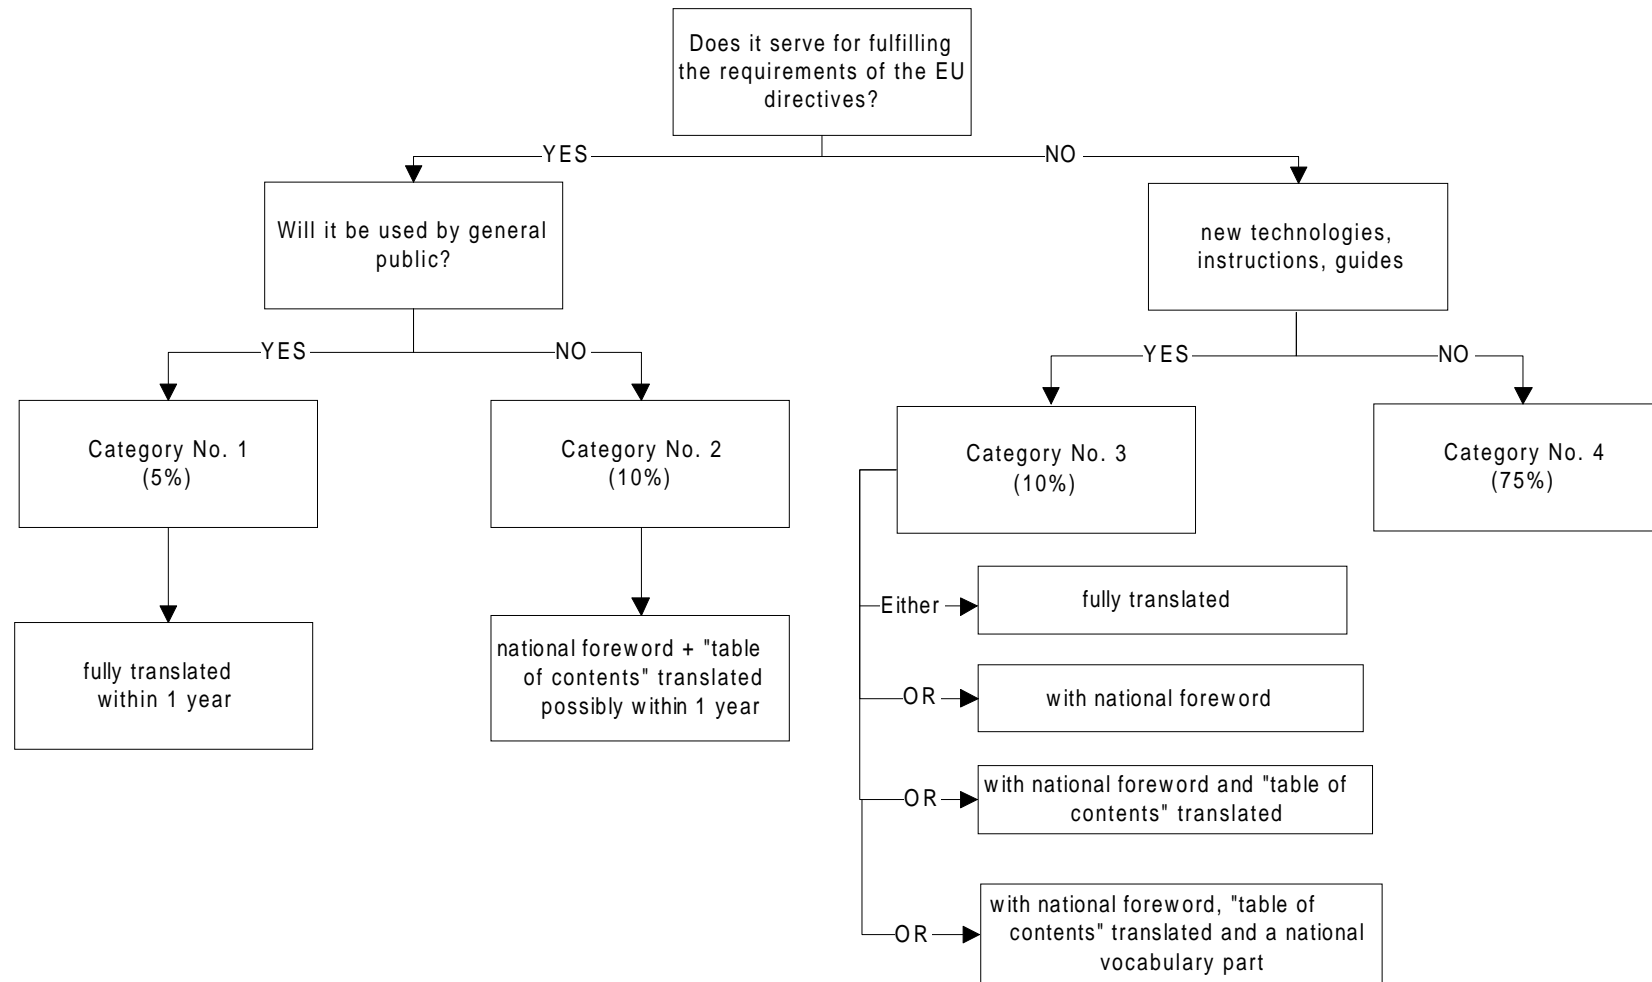 Does it serve for fulfilling
the requirements of the EU
directives?
YES
NO
Will it be used by general
public?
new technologies,
instructions, guides
YES
NO
YES
NO
Category No. 1
(5%)
Category No. 2
(10%)
Category No. 3
(10%)
Category No. 4
(75%)
Either
fully translated
fully translated
within 1 year
national foreword + "table
of contents" translated
possibly within 1 year
OR
with national foreword
OR
with national foreword and "table of
contents" translated
OR
with national foreword, "table of
contents" translated and a national
vocabulary part